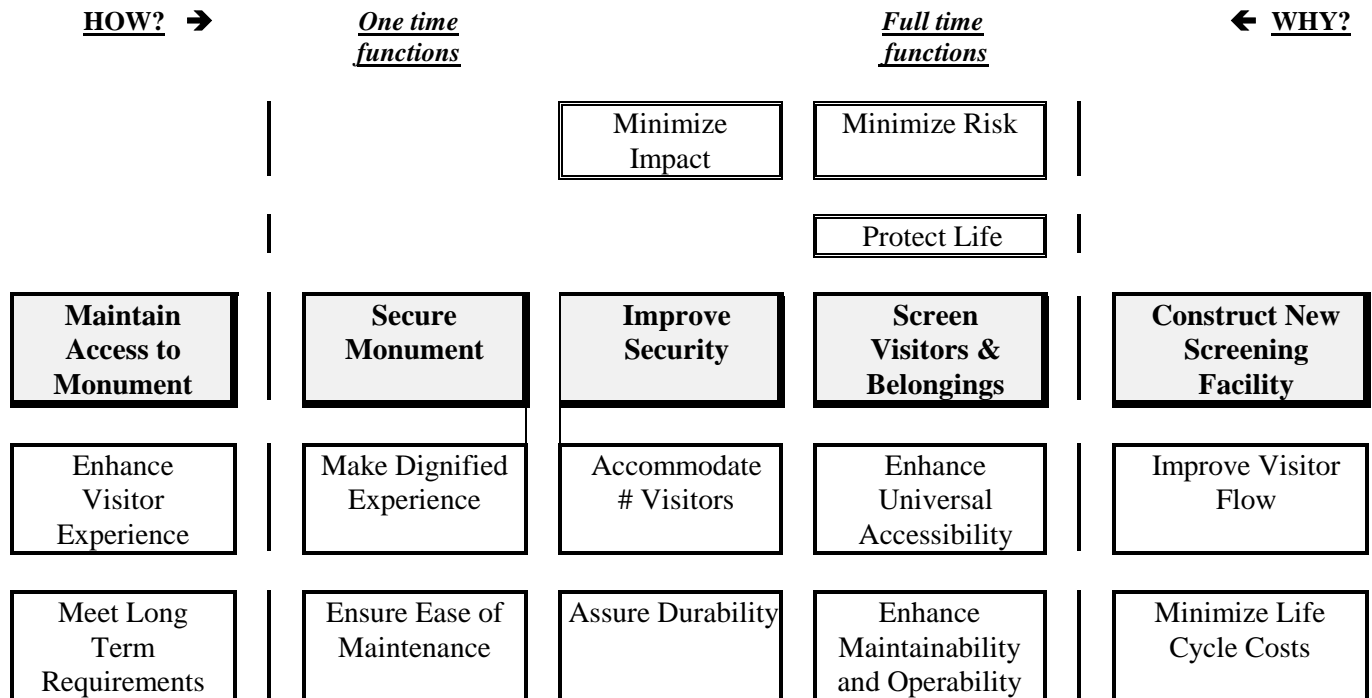 HOW? ➔ One time functions Full time functions 🡸 WHY?
Minimize
Impact
Minimize Risk
Protect Life
Maintain
Access to
Monument
Secure
Monument
Improve
Security
Screen
Visitors &
Belongings
Construct New
Screening
Facility
Enhance
Visitor
Experience
Make Dignified
Experience
Accommodate
# Visitors
Enhance
Universal
Accessibility
Improve Visitor
Flow
Meet Long
Term
Requirements
Ensure Ease of
Maintenance
Assure Durability
Enhance
Maintainability
and Operability
Minimize Life
Cycle Costs